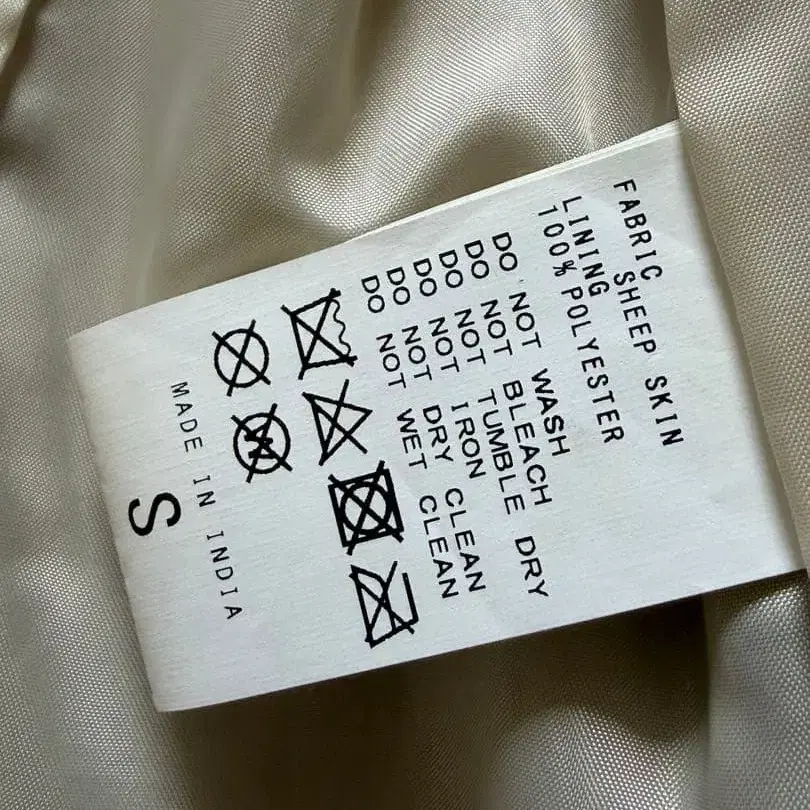 FABRIC
SHEEP SKIN
LINING
100% POLYESTER
DO NOT WASH
DO NOT BLEACH
DO NOT TUMBLE DRY
DO NOT IRON
DO NOT DRY CLEAN
DO NOT WET CLEAN
W
MADE IN INDIA
S